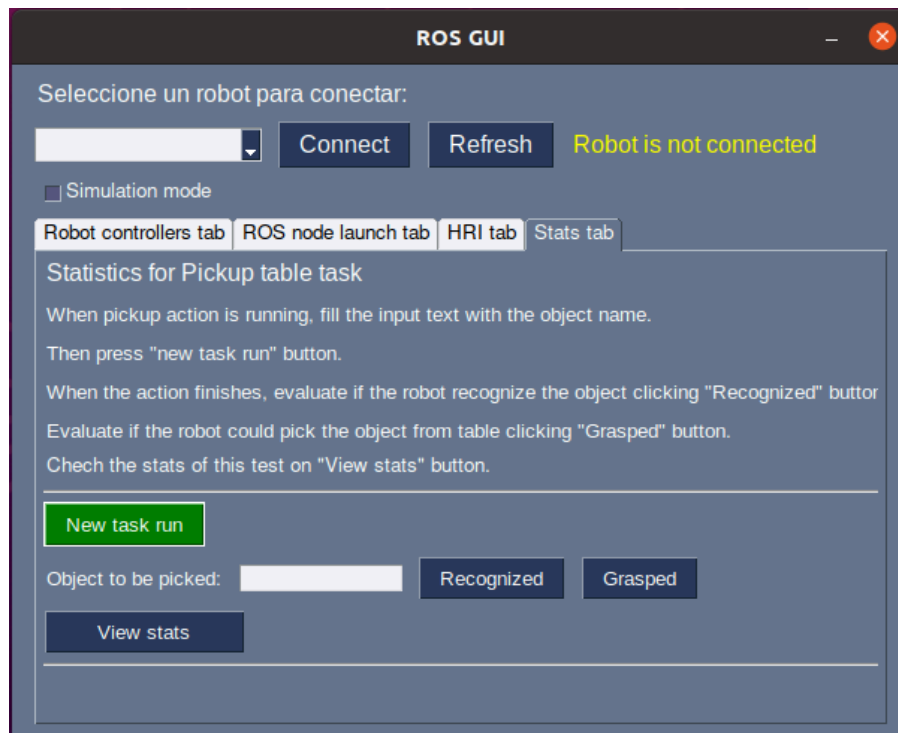 ROS GUI
Seleccione un robot para conectar:
Connect Refresh Robot is not connected
Simulation mode
Robot controllers tab ROS node launch tab HRI tab Stats tab
Statistics for Pickup table task
When pickup action is running, fill the input text with the object name.
Then press "new task run" button.
When the action finishes, evaluate if the robot recognize the object clicking "Recognized" buttor
Evaluate if the robot could pick the object from table clicking "Grasped" button.
Chech the stats of this test on "View stats" button.
New task run
Object to be picked: Recognized Grasped
View stats